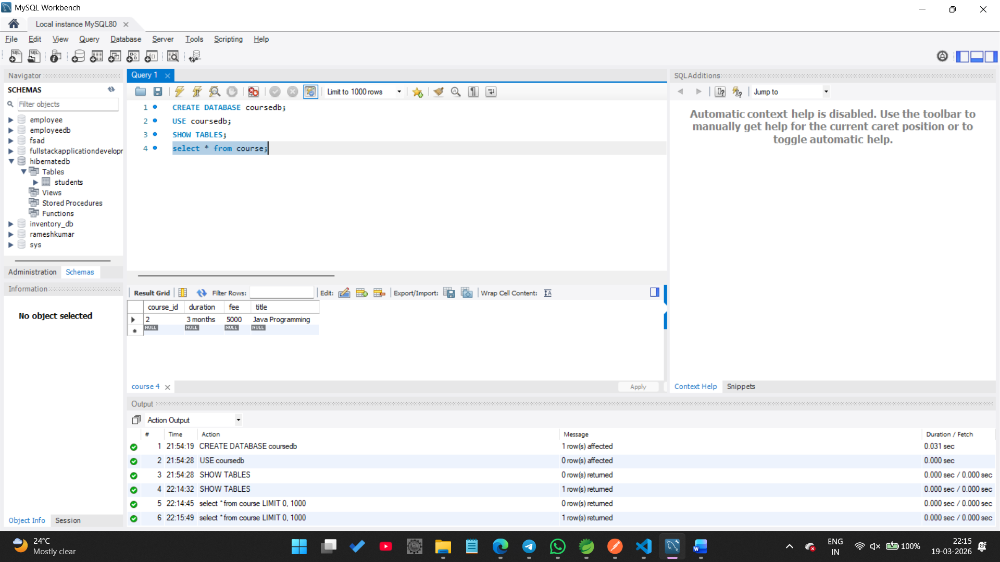 MySQL Workbench
Local instance MySQL80
File Edit View Query Database Server Tools Scripting Help
Navigator
SCHEMAS
Filter objects
employee
employeedb
fsad
fullstackapplicationdevelopr
hibernatedb
Tables
students
Views
Stored Procedures
Functions
inventory_db
rameshkumar
sys
Administration Schemas
Information
No object selected
Object Info Session
Query 1
Limit to 1000 rows
1 CREATE DATABASE coursedb;
2 USE coursedb;
3 SHOW TABLES;
4 select * from course;
Result Grid Filter Rows: Edit: Export/Import: Wrap Cell Content:
course_id duration fee title
2 3 months 5000 Java Programming
NULL NULL NULL NULL
course 4
Apply
SQLAdditions
Jump to
Automatic context help is disabled. Use the toolbar to
manually get help for the current caret position or to
toggle automatic help.
Context Help Snippets
Output
Action Output
# Time Action Message Duration / Fetch
1 21:54:19 CREATE DATABASE coursedb 1 row(s) affected 0.031 sec
2 21:54:28 USE coursedb 0 row(s) affected 0.000 sec
3 21:54:28 SHOW TABLES 0 row(s) returned 0.000 sec / 0.000 sec
4 22:14:32 SHOW TABLES 1 row(s) returned 0.000 sec / 0.000 sec
5 22:14:45 select * from course LIMIT 0, 1000 0 row(s) returned 0.000 sec / 0.000 sec
6 22:15:49 select * from course LIMIT 0, 1000 1 row(s) returned 0.000 sec / 0.000 sec
24°C
Mostly clear
ENG
IN
100%
22:15
19-03-2026